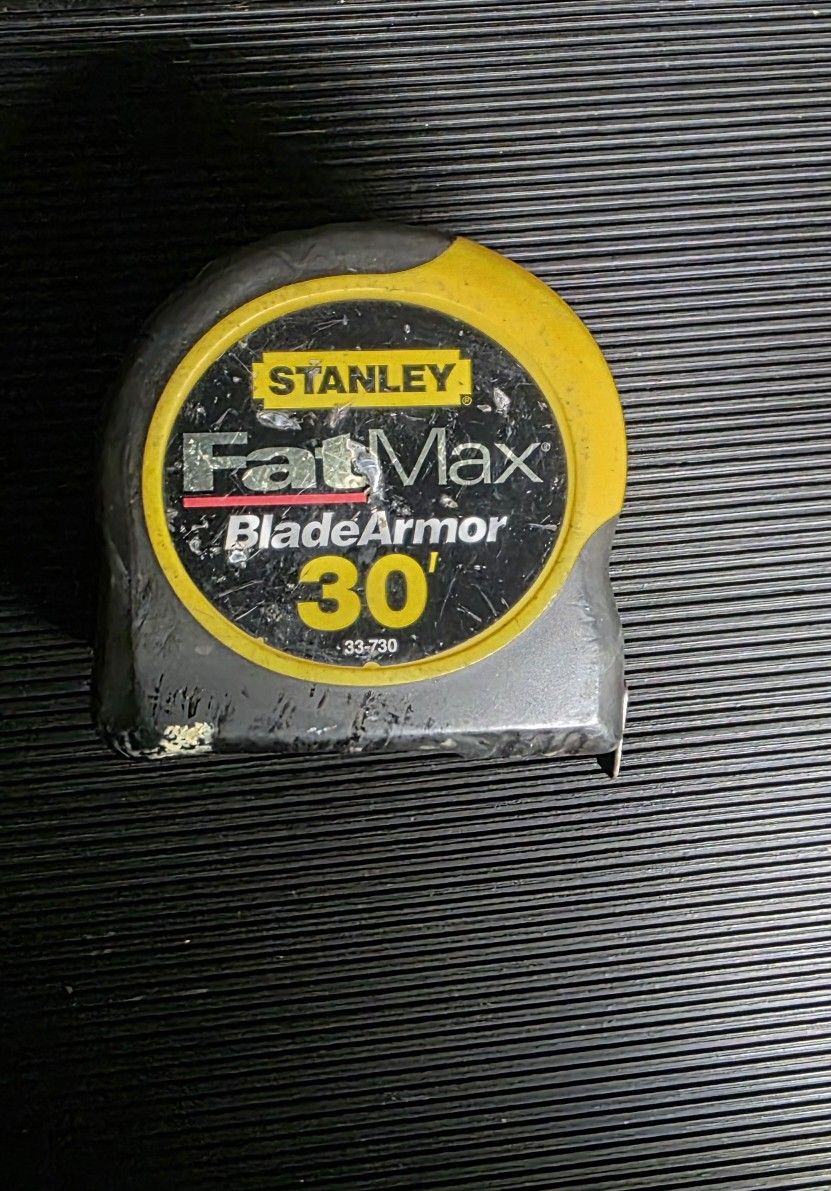 STANLEY®
FatMax®
BladeArmor
30'
33-730